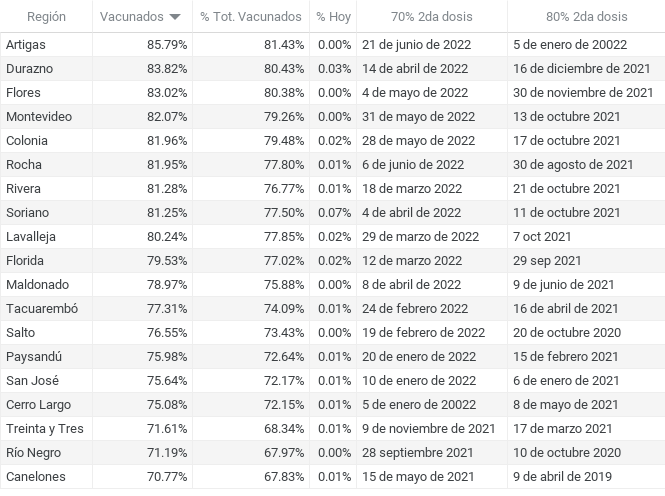 Región Vacunados % Tot. Vacunados % Hoy 70% 2da dosis 80% 2da dosis
Artigas 85.79% 81.43% 0.00% 21 de junio de 2022 5 de enero de 20022
Durazno 83.82% 80.43% 0.03% 14 de abril de 2022 16 de diciembre de 2021
Flores 83.02% 80.38% 0.00% 4 de mayo de 2022 30 de noviembre de 2021
Montevideo 82.07% 79.26% 0.00% 31 de mayo de 2022 13 de octubre 2021
Colonia 81.96% 79.48% 0.02% 28 de mayo de 2022 17 de octubre 2021
Rocha 81.95% 77.80% 0.01% 6 de junio de 2022 30 de agosto de 2021
Rivera 81.28% 76.77% 0.01% 18 de marzo 2022 21 de octubre 2021
Soriano 81.25% 77.50% 0.07% 4 de abril de 2022 11 de octubre 2021
Lavalleja 80.24% 77.85% 0.02% 29 de marzo de 2022 7 oct 2021
Florida 79.53% 77.02% 0.02% 12 de marzo 2022 29 sep 2021
Maldonado 78.97% 75.88% 0.00% 8 de abril de 2022 9 de junio de 2021
Tacuarembó 77.31% 74.09% 0.01% 24 de febrero 2022 16 de abril de 2021
Salto 76.55% 73.43% 0.00% 19 de febrero de 2022 20 de octubre 2020
Paysandú 75.98% 72.64% 0.01% 20 de enero de 2022 15 de febrero 2021
San José 75.64% 72.17% 0.01% 10 de enero de 2022 6 de enero de 2021
Cerro Largo 75.08% 72.15% 0.01% 5 de enero de 20022 8 de mayo de 2021
Treinta y Tres 71.61% 68.34% 0.01% 9 de noviembre de 2021 17 de marzo 2021
Río Negro 71.19% 67.97% 0.00% 28 septiembre 2021 10 de octubre 2020
Canelones 70.77% 67.83% 0.01% 15 de mayo de 2021 9 de abril de 2019